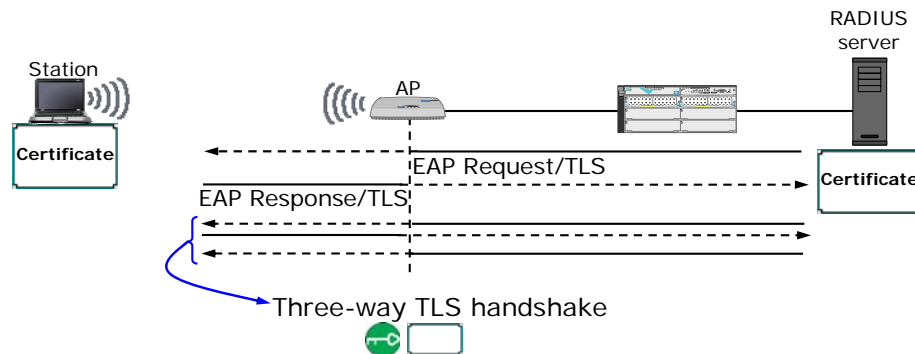 RADIUS
server
Station
AP
Certificate
EAP Request/TLS
Certificate
EAP Response/TLS
Three-way TLS handshake